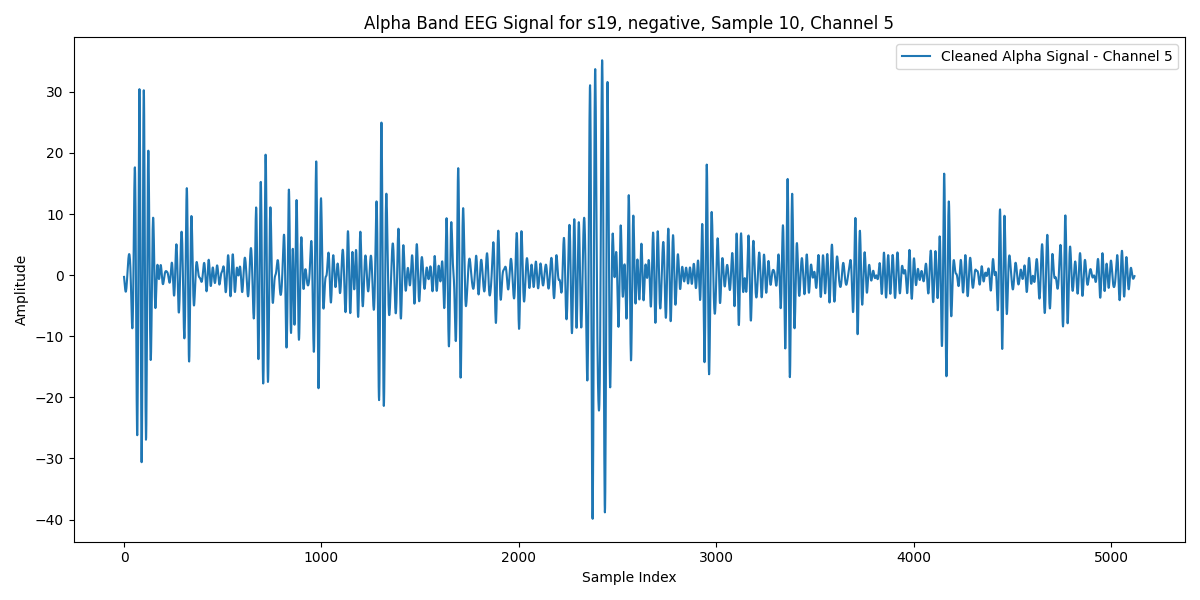 Alpha Band EEG Signal for s19, negative, Sample 10, Channel 5
Cleaned Alpha Signal - Channel 5
Amplitude
30
20
10
0
−10
−20
−30
−40
0 1000 2000 3000 4000 5000
Sample Index